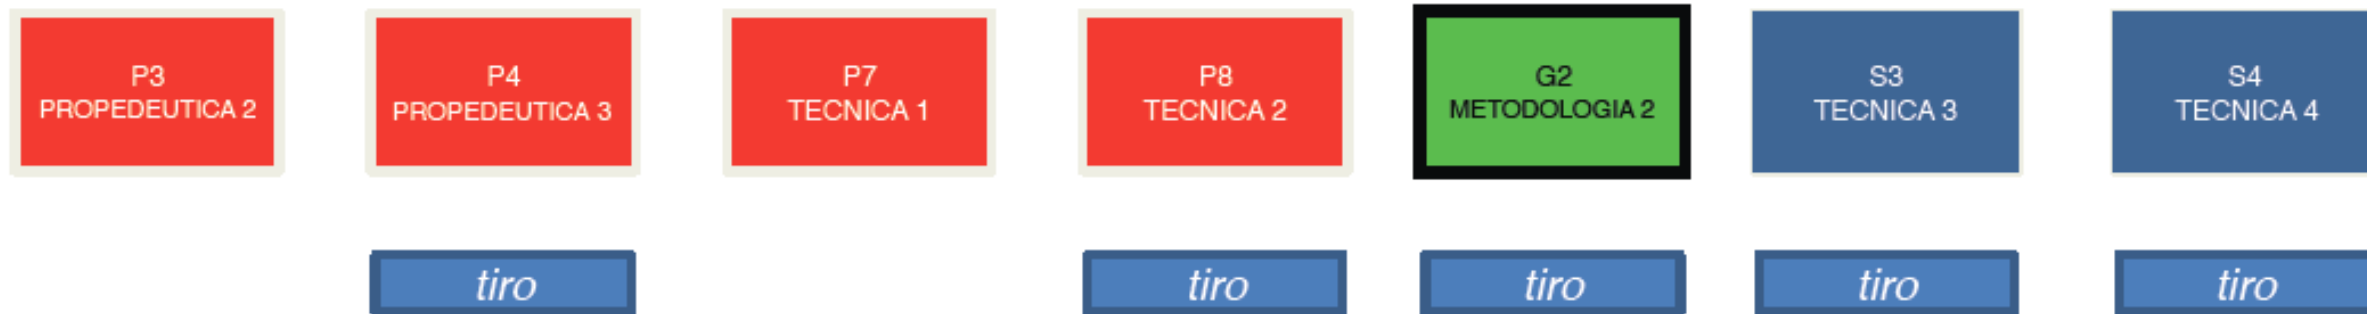 P3
PROPEDEUTICA 2
P4
PROPEDEUTICA 3
P7
TECNICA 1
P8
TECNICA 2
G2
METODOLOGIA 2
S3
TECNICA 3
S4
TECNICA 4
tiro
tiro
tiro
tiro
tiro